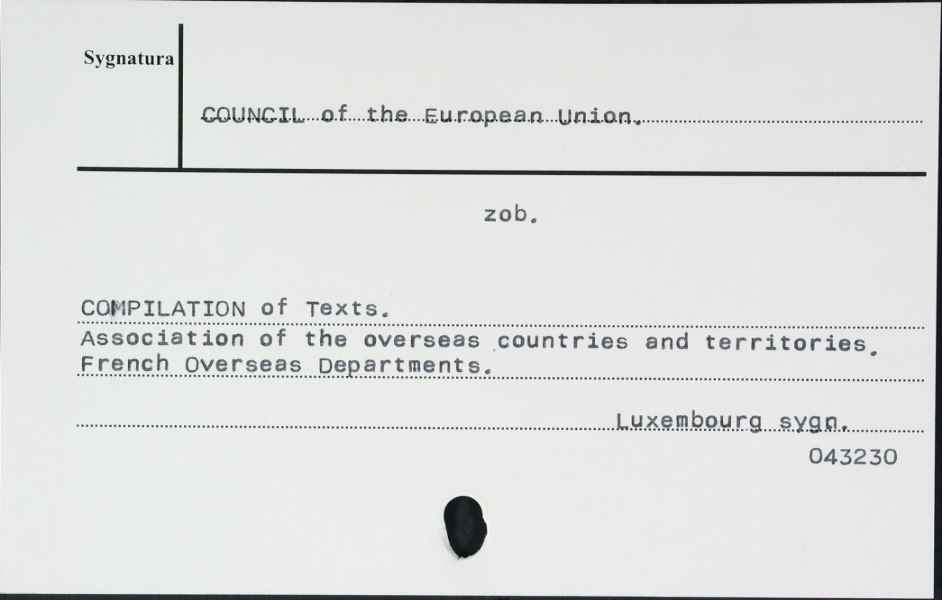 Sygnatura
COUNCIL of the European Union.
zob.
COMPILATION of Texts.
Association of the overseas countries and territories.
French Overseas Departments.
Luxembourg sygn.
043230